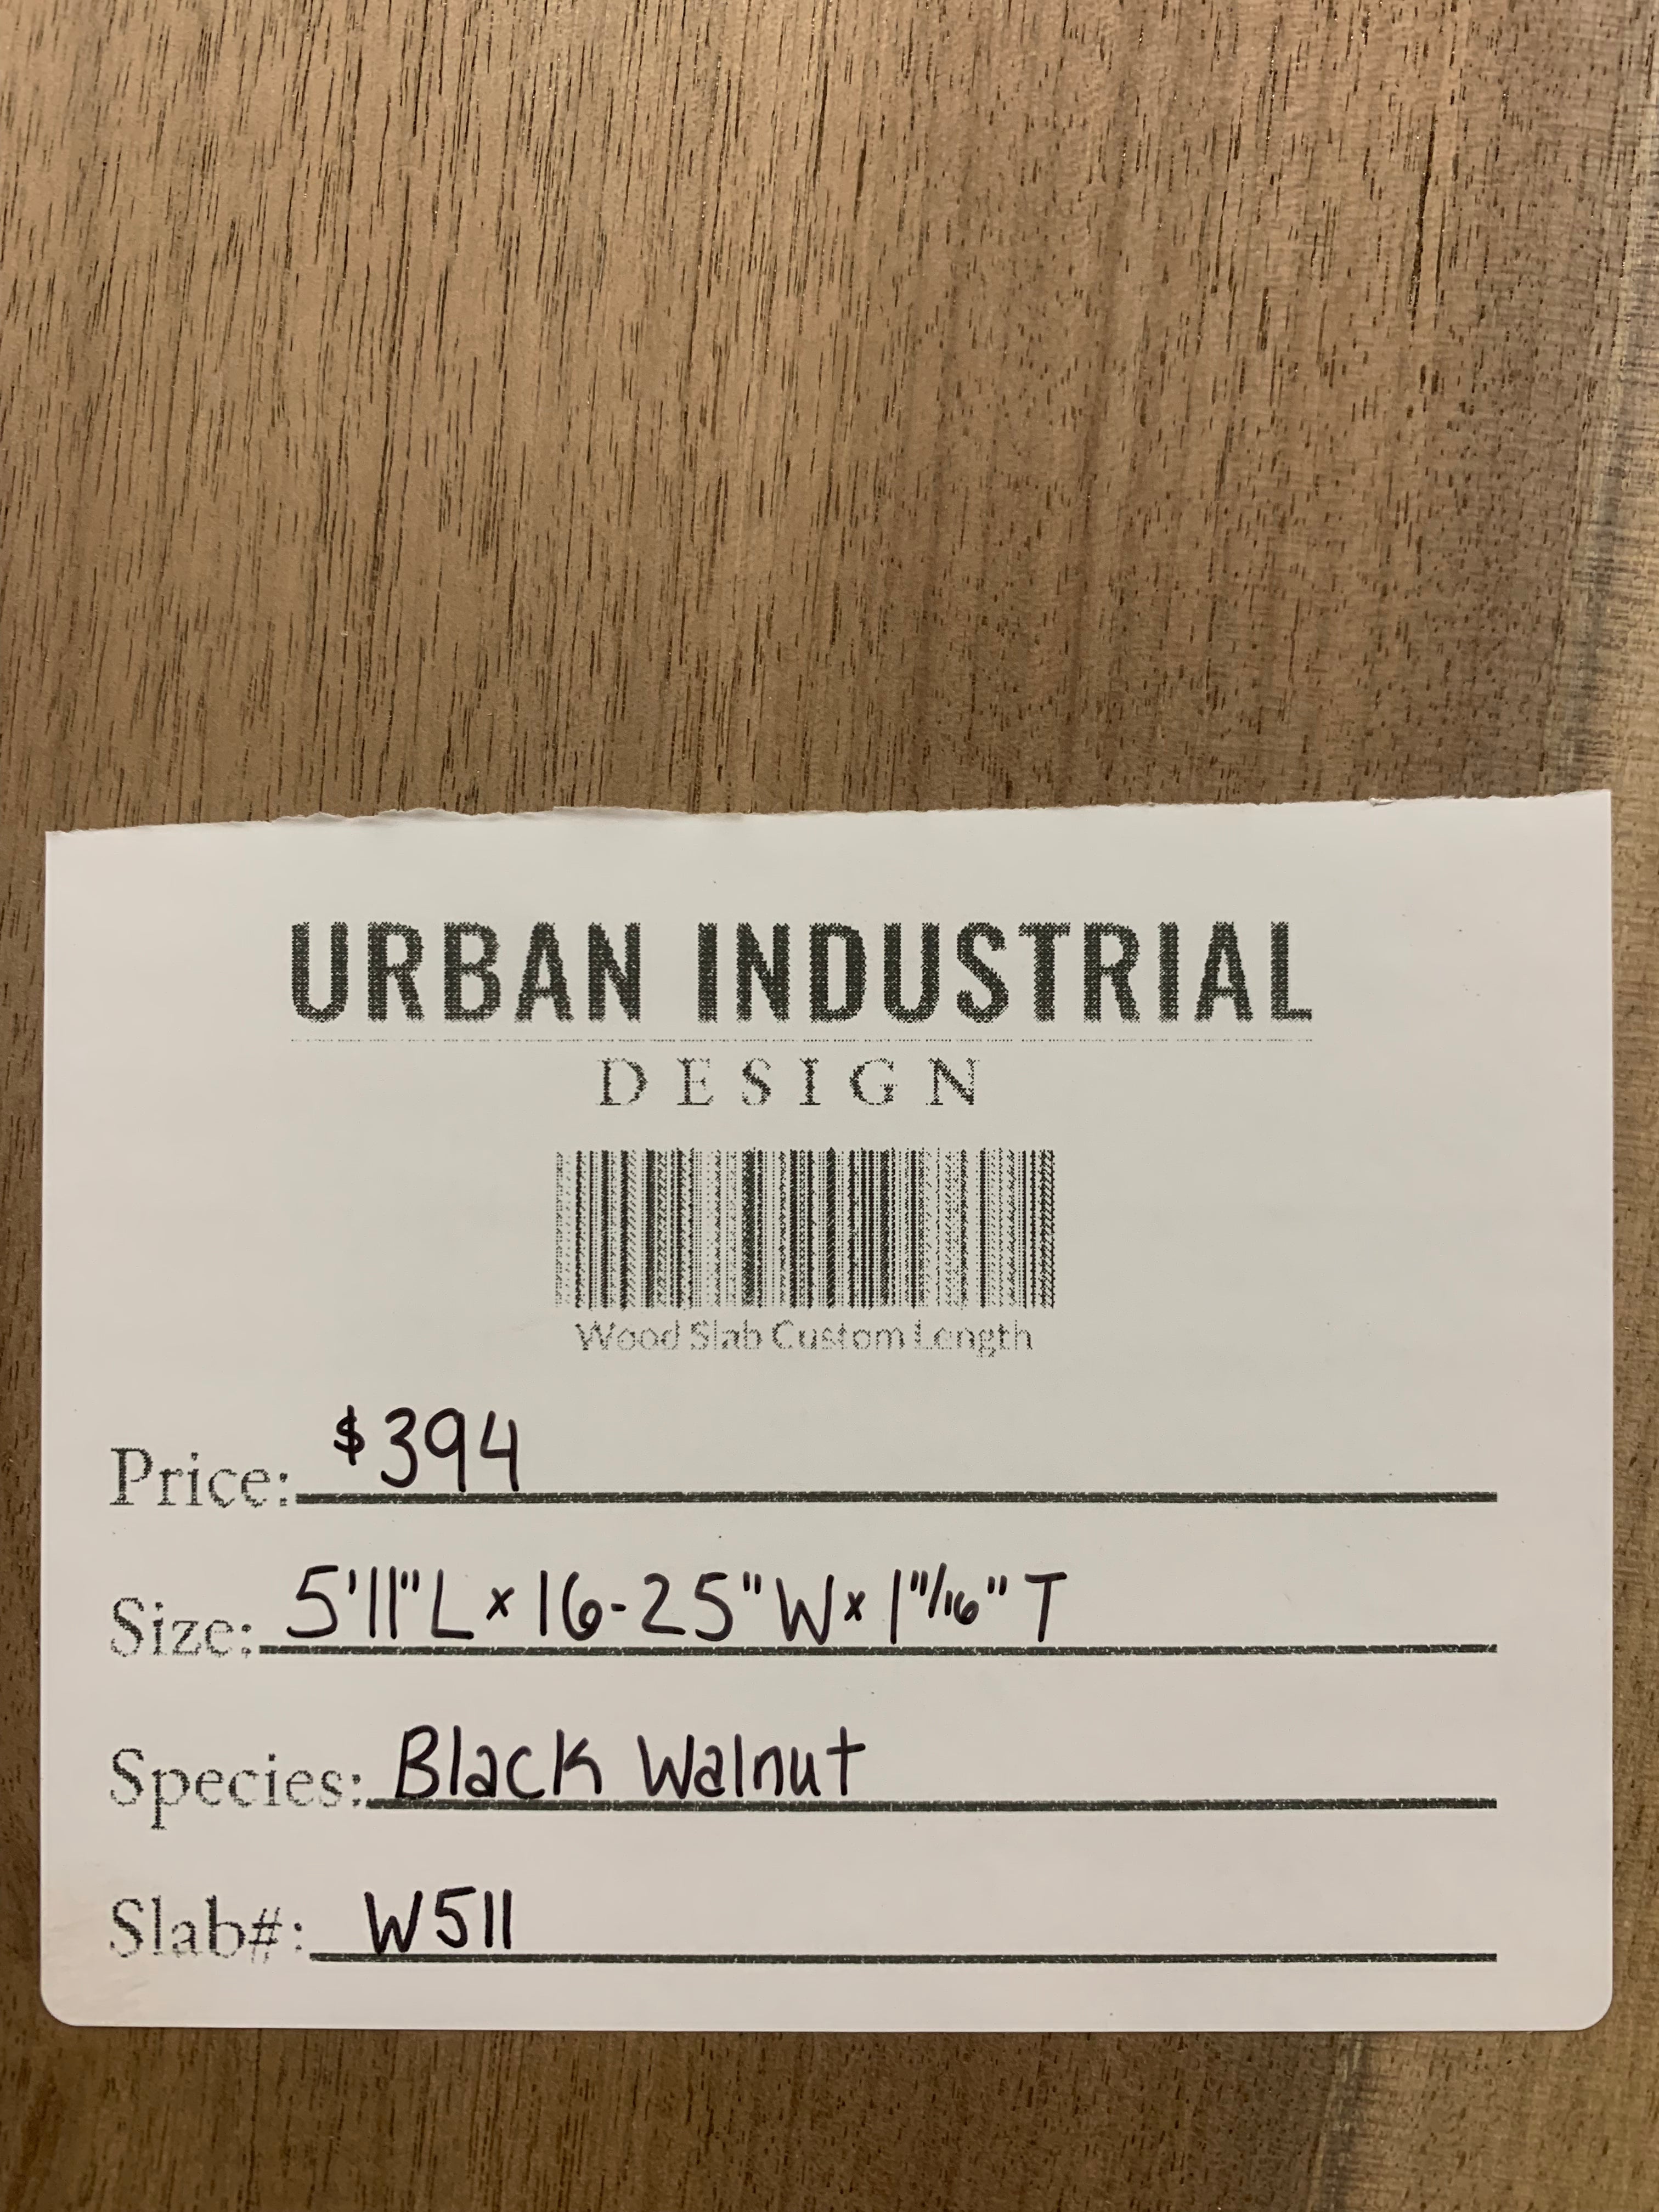 URBAN INDUSTRIAL
DESIGN
Wood Slab Custom Length
Price: $394
Size: 5'11"L x 16-25"W x 1 11/16" T
Species: Black Walnut
Slab#: W511